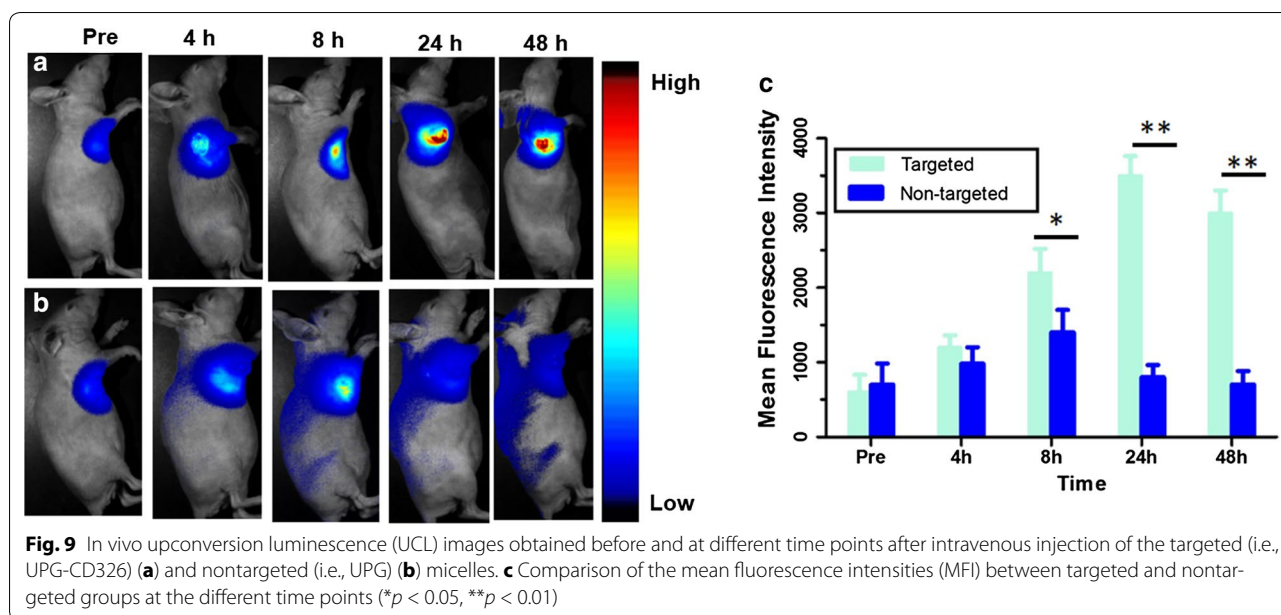 Pre 4 h 8 h 24 h 48 h
a
High
b
Low
c
Mean Fluorescence Intensity
4000
3000
2000
1000
0
Targeted
Non-targeted
* ** **
Pre 4h 8h 24h 48h
Time
Fig. 9 In vivo upconversion luminescence (UCL) images obtained before and at different time points after intravenous injection of the targeted (i.e.,
UPG-CD326) (a) and nontargeted (i.e., UPG) (b) micelles. c Comparison of the mean fluorescence intensities (MFI) between targeted and nontar-
geted groups at the different time points (*p < 0.05, **p < 0.01)